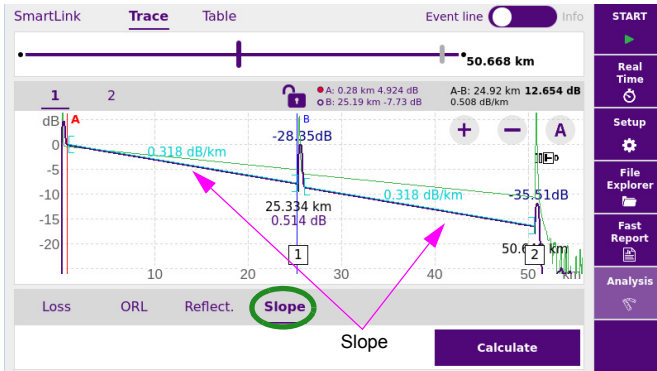 SmartLink Trace Table Event line Info
50.668 km
1 2
A: 0.28 km 4.924 dB A-B: 24.92 km 12.654 dB
B: 25.19 km -7.73 dB 0.508 dB/km
dB A B
-28.35dB
+ − A
0
0.318 dB/km
-5
0.318 dB/km -35.51dB
-10
25.334 km
-15
0.514 dB
-20
1 50.6 km 2
10 20 30 40 50 km
Loss ORL Reflect. Slope
Slope
Calculate
START
Real
Time
Setup
File
Explorer
Fast
Report
Analysis